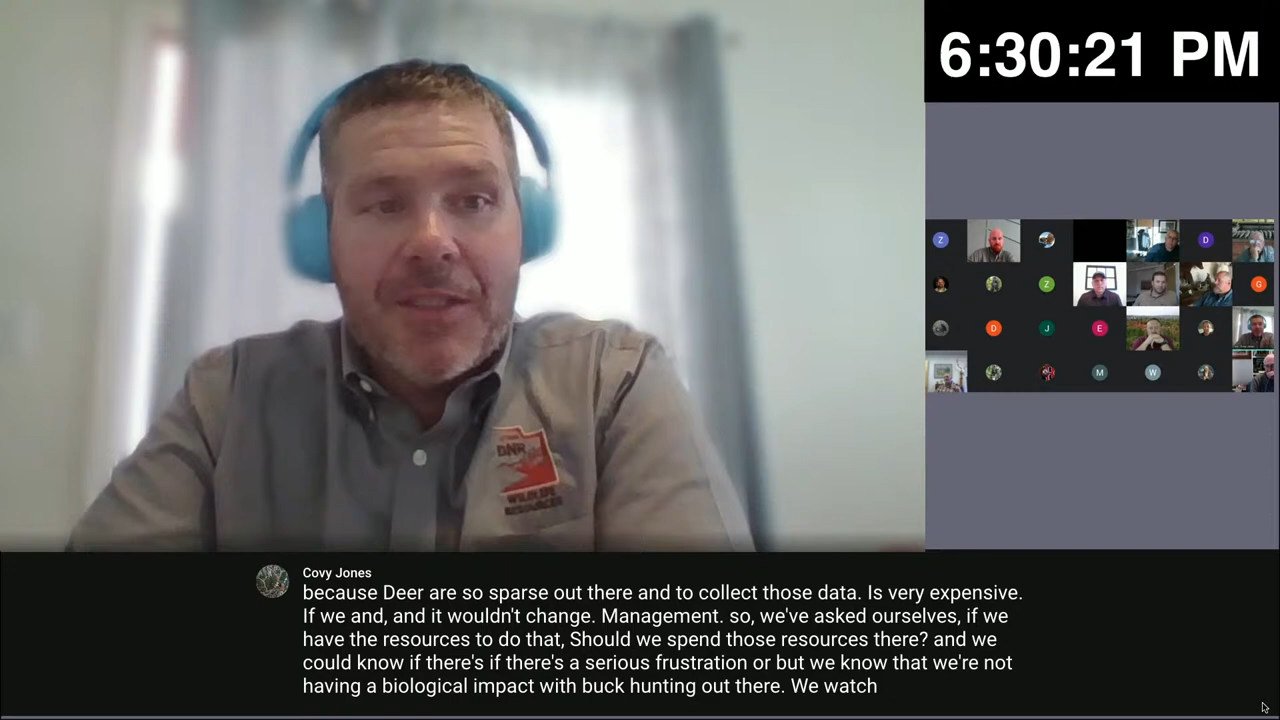 6:30:21 PM
Z
D
Z
G
D
J
E
M
W
DNR
WILDLIFE
RESOURCES
Covy Jones
because Deer are so sparse out there and to collect those data. Is very expensive.
If we and, and it wouldn't change. Management. so, we've asked ourselves, if we
have the resources to do that, Should we spend those resources there? and we
could know if there's if there's a serious frustration or but we know that we're not
having a biological impact with buck hunting out there. We watch